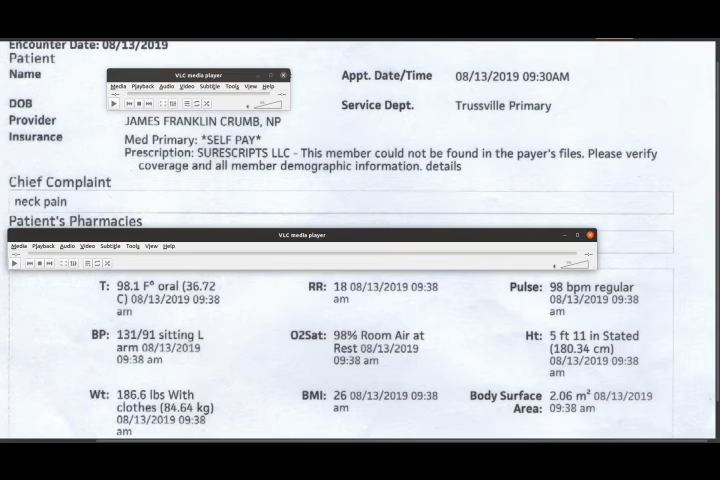 Encounter Date: 08/13/2019
Patient
Name
Appt. Date/Time 08/13/2019 09:30AM
VLC media player
Media Playback Audio Video Subtitle Tools View Help
DOB
Service Dept. Trussville Primary
Provider JAMES FRANKLIN CRUMB, NP
Insurance Med Primary: *SELF PAY*
Prescription: SURESCRIPTS LLC - This member could not be found in the payer's files. Please verify
coverage and all member demographic information. details
Chief Complaint
neck pain
Patient's Pharmacies
VLC media player
Media Playback Audio Video Subtitle Tools View Help
T: 98.1 F° oral (36.72
C) 08/13/2019 09:38
am
RR: 18 08/13/2019 09:38
am
Pulse: 98 bpm regular
08/13/2019 09:38
am
BP: 131/91 sitting L
arm 08/13/2019
09:38 am
O2Sat: 98% Room Air at
Rest 08/13/2019
09:38 am
Ht: 5 ft 11 in Stated
(180.34 cm)
08/13/2019 09:38
am
Wt: 186.6 lbs With
clothes (84.64 kg)
08/13/2019 09:38
am
BMI: 26 08/13/2019 09:38
am
Body Surface
Area:
2.06 m² 08/13/2019
09:38 am